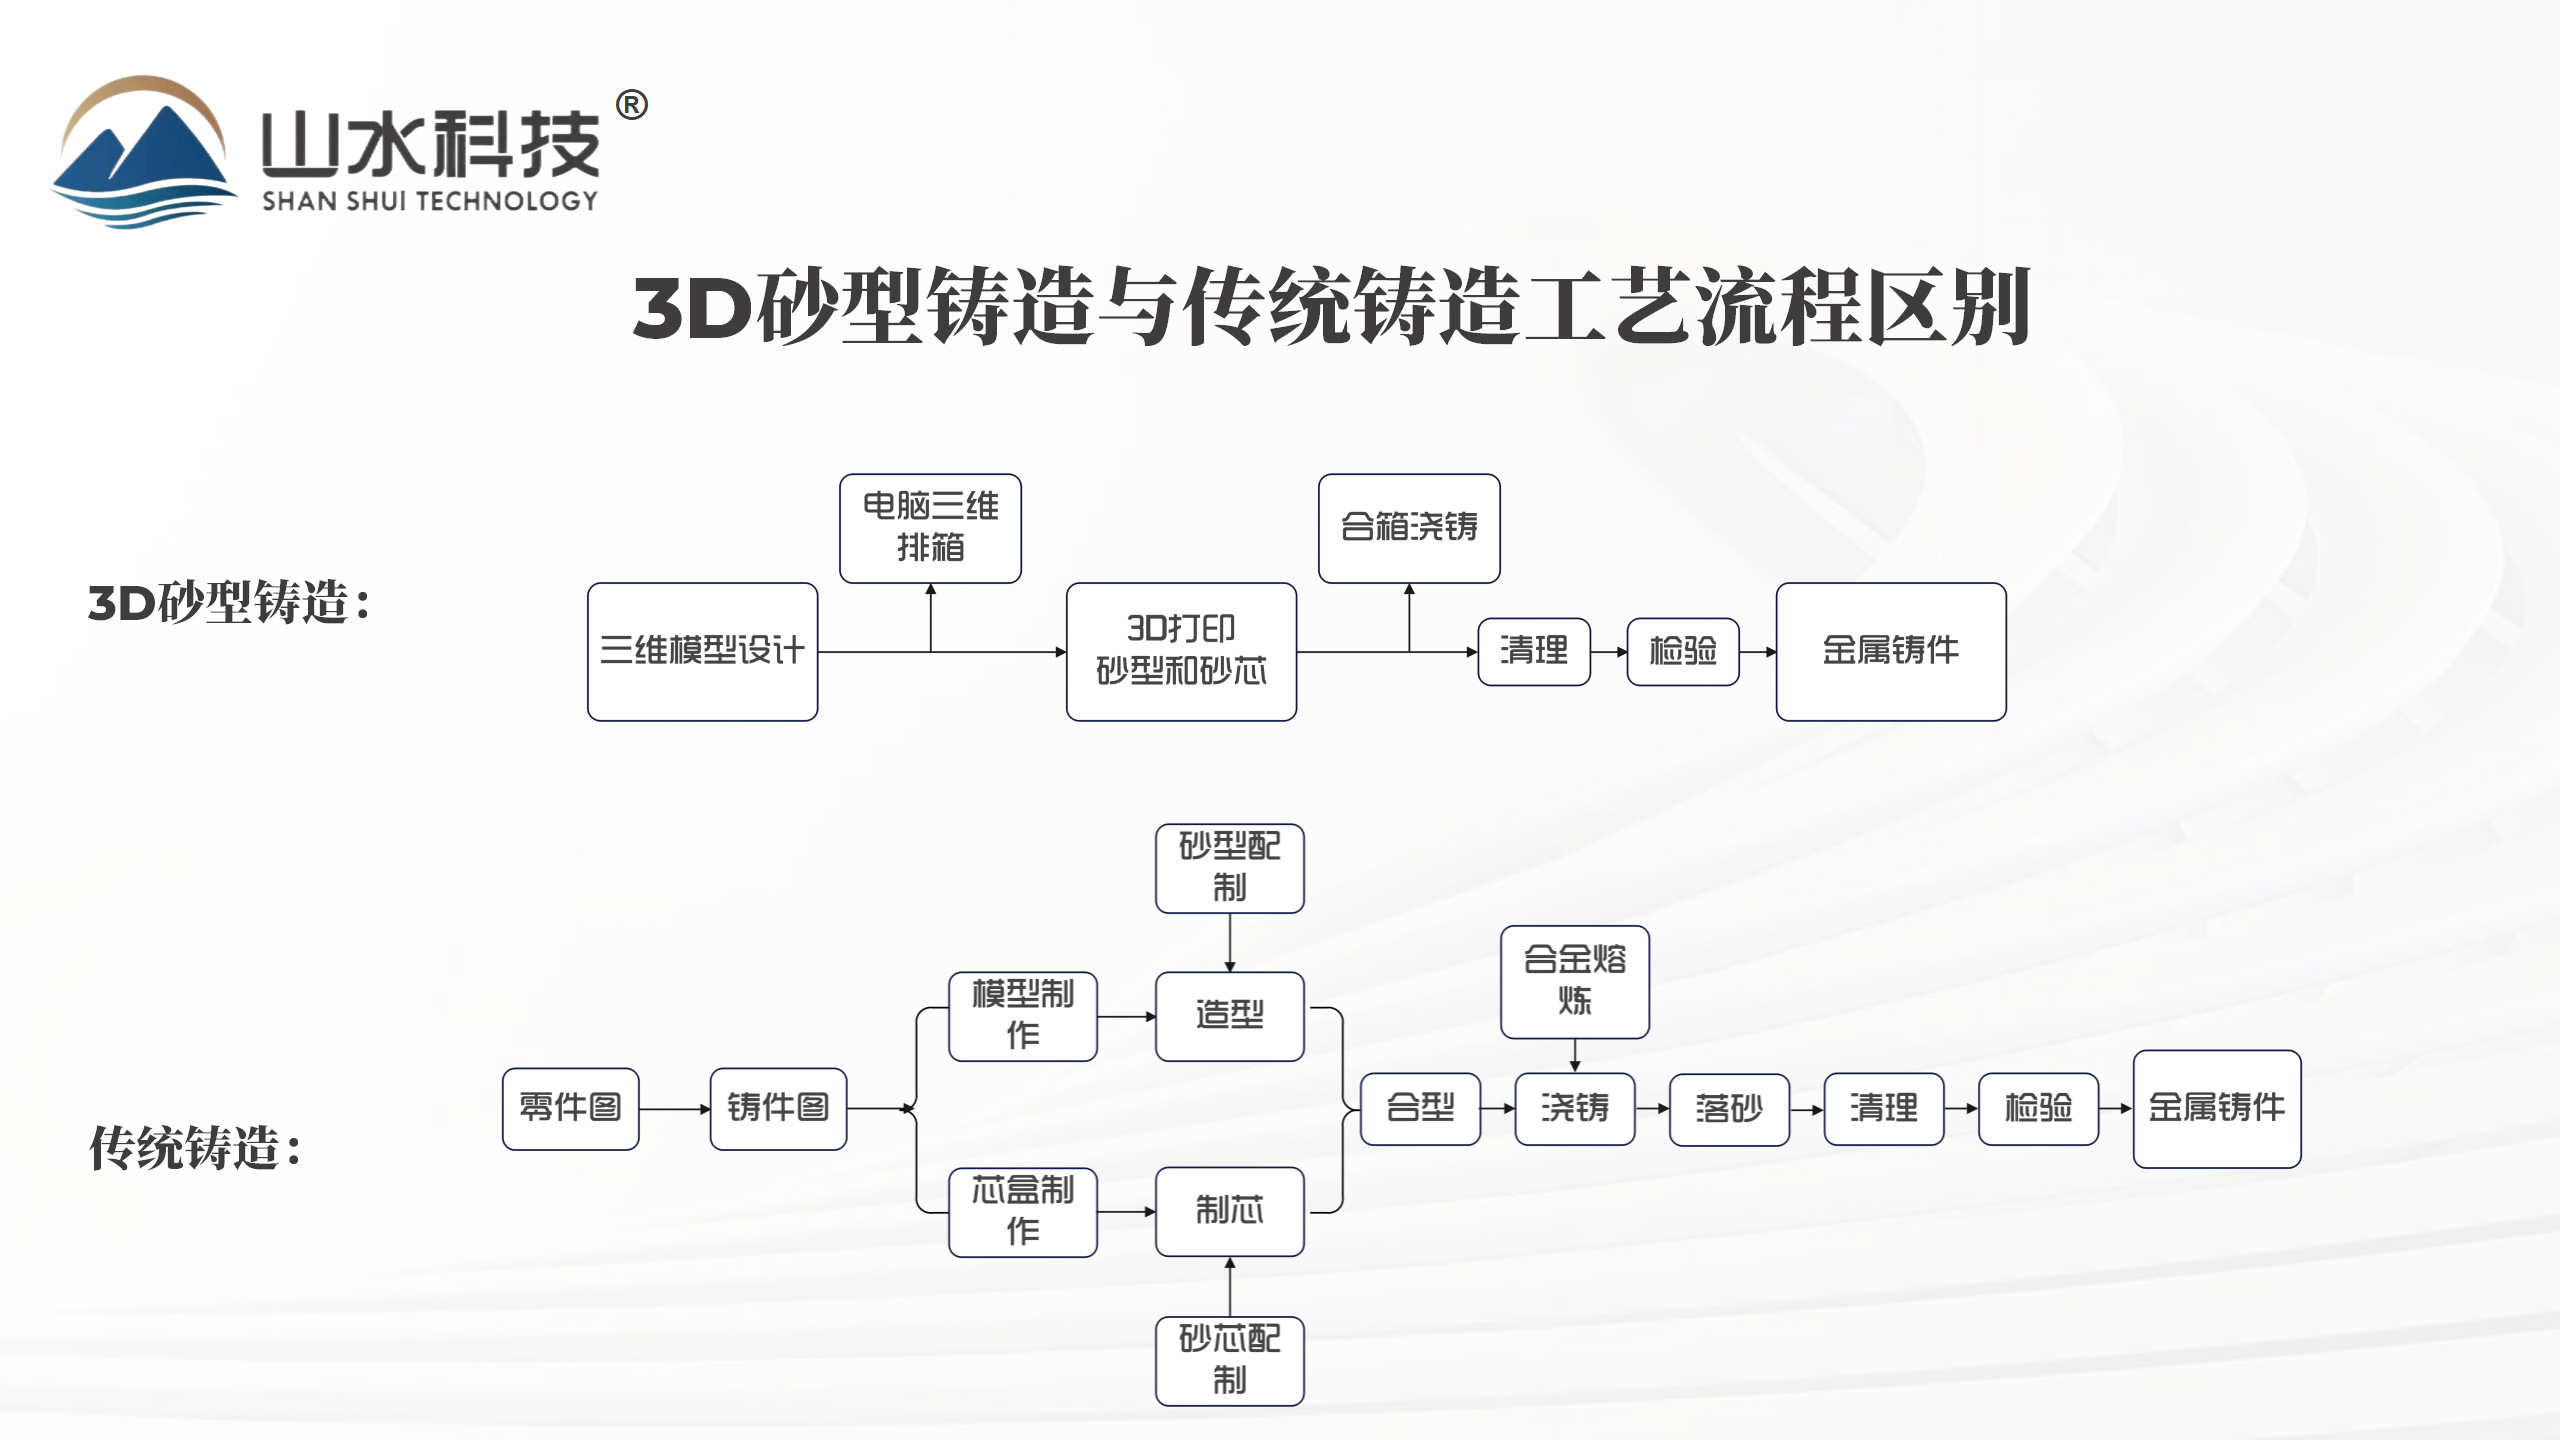 山水科技®
SHAN SHUI TECHNOLOGY
3D砂型铸造与传统铸造工艺流程区别
3D砂型铸造：
三维模型设计
电脑三维
排箱
3D打印
砂型和砂芯
合箱浇铸
清理
检验
金属铸件
传统铸造：
零件图
铸件图
模型制
作
芯盒制
作
砂型配
制
造型
制芯
砂芯配
制
合型
合金熔
炼
浇铸
落砂
清理
检验
金属铸件